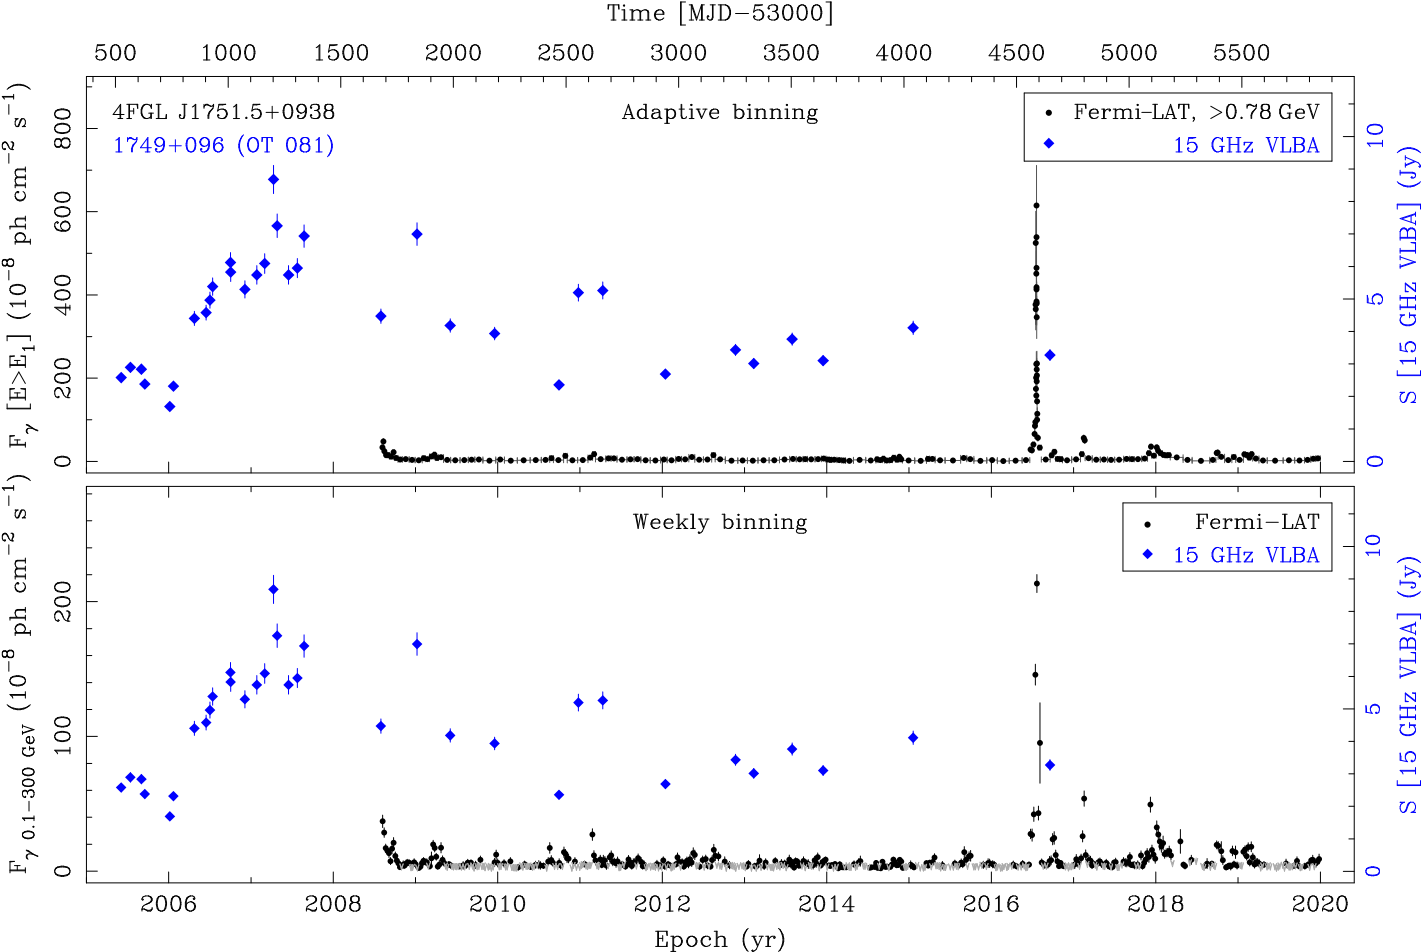 Time [MJD−53000]
500 1000 1500 2000 2500 3000 3500 4000 4500 5000 5500
4FGL J1751.5+0938
1749+096 (OT 081)
Adaptive binning
Fermi−LAT, >0.78 GeV
15 GHz VLBA
F_γ [E>E_1] (10^−8 ph cm^−2 s^−1)
800
600
400
200
0
S [15 GHz VLBA] (Jy)
10
5
0
Weekly binning
Fermi−LAT
15 GHz VLBA
F_γ 0.1−300 GeV (10^−8 ph cm^−2 s^−1)
200
100
0
S [15 GHz VLBA] (Jy)
10
5
0
2006 2008 2010 2012 2014 2016 2018 2020
Epoch (yr)